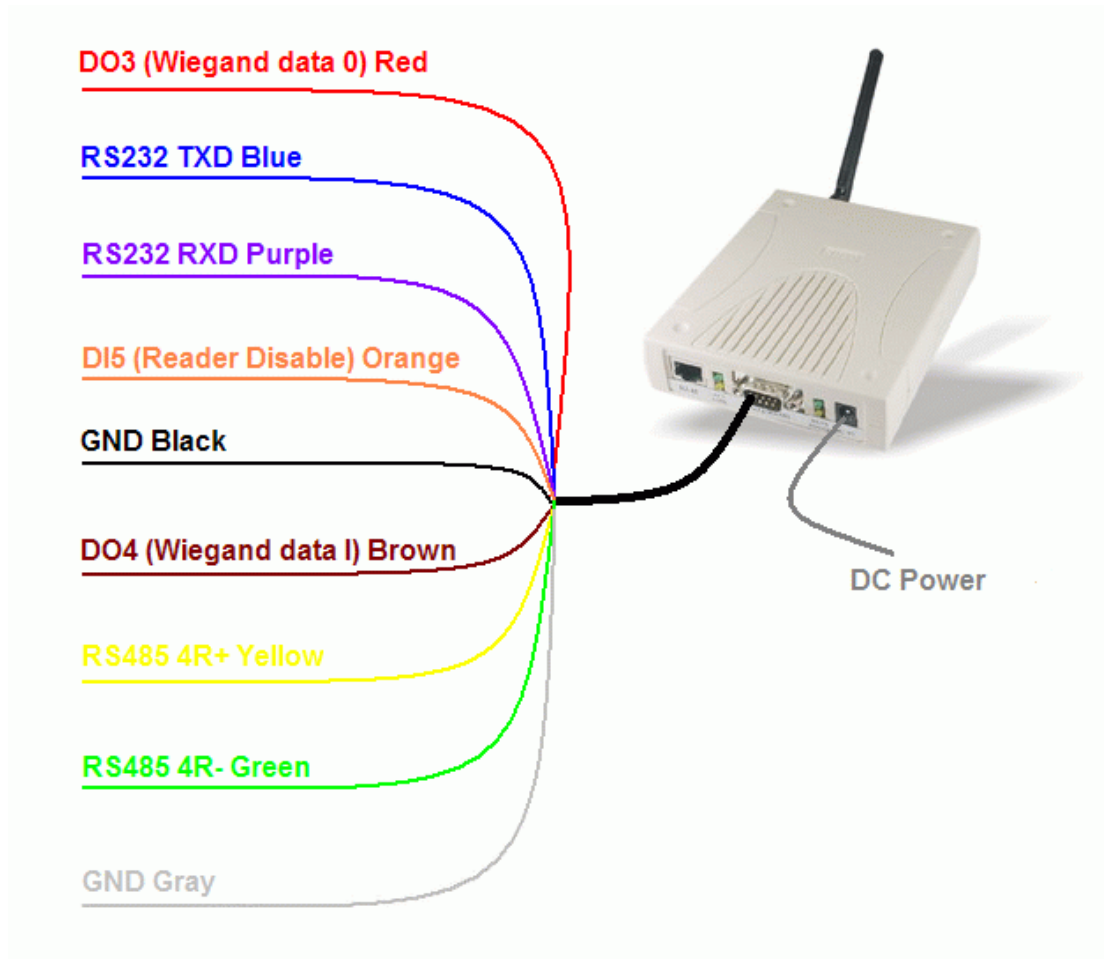 DO3 (Wiegand data 0) Red
RS232 TXD Blue
RS232 RXD Purple
DI5 (Reader Disable) Orange
GND Black
DO4 (Wiegand data I) Brown
RS485 4R+ Yellow
RS485 4R- Green
GND Gray
DC Power